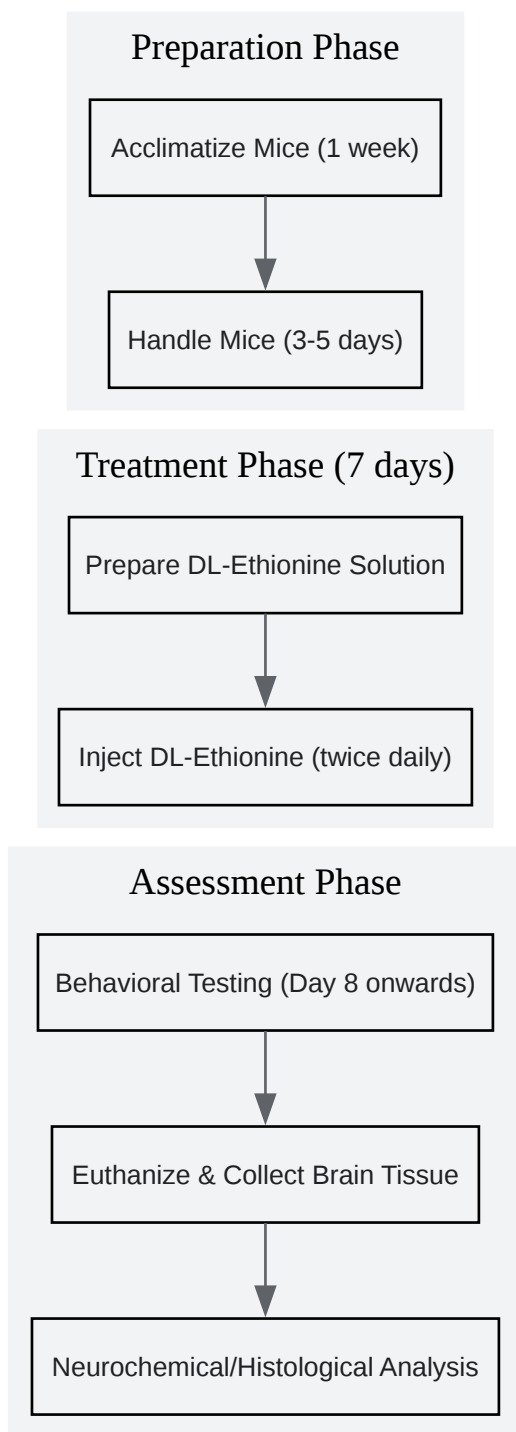 Preparation Phase
Acclimatize Mice (1 week)
Handle Mice (3-5 days)
Treatment Phase (7 days)
Prepare DL-Ethionine Solution
Inject DL-Ethionine (twice daily)
Assessment Phase
Behavioral Testing (Day 8 onwards)
Euthanize & Collect Brain Tissue
Neurochemical/Histological Analysis